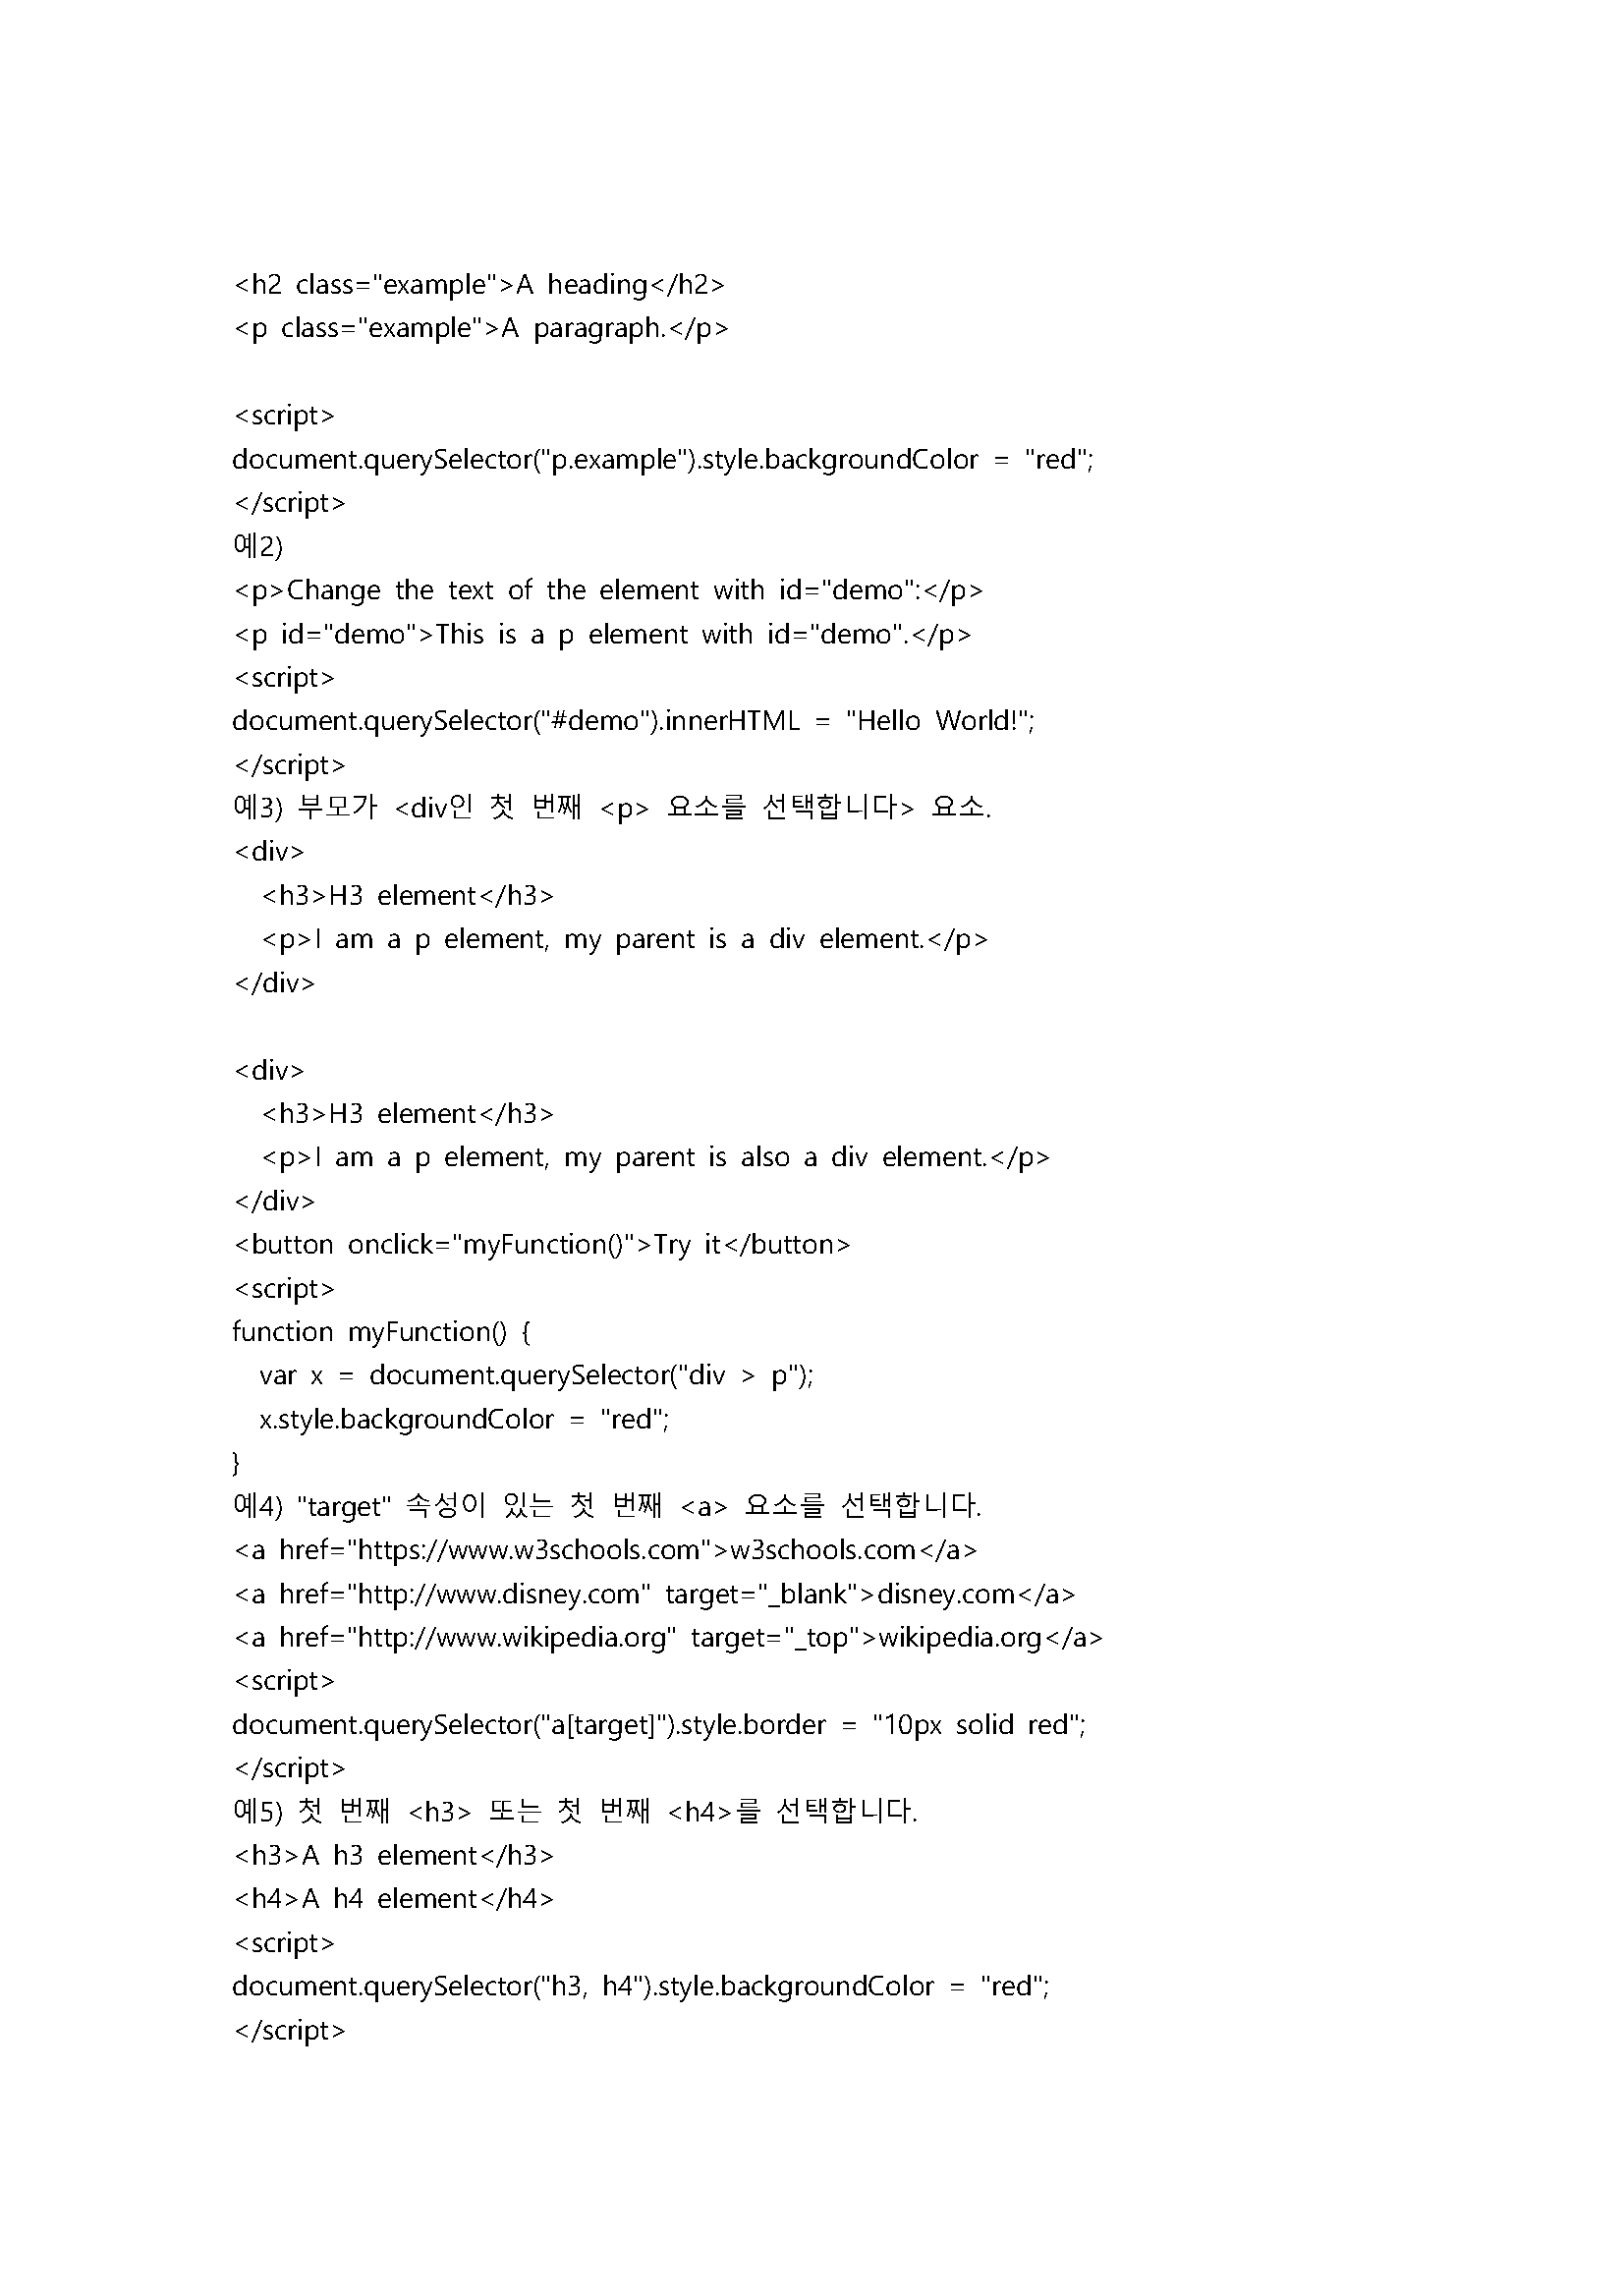 <h2 class="example">A heading</h2>
<p class="example">A paragraph.</p>
<script>
document.querySelector("p.example").style.backgroundColor = "red";
</script>
예2)
<p>Change the text of the element with id="demo":</p>
<p id="demo">This is a p element with id="demo".</p>
<script>
document.querySelector("#demo").innerHTML = "Hello World!";
</script>
예3) 부모가 <div인 첫 번째 <p> 요소를 선택합니다> 요소.
<div>
  <h3>H3 element</h3>
  <p>I am a p element, my parent is a div element.</p>
</div>
<div>
  <h3>H3 element</h3>
  <p>I am a p element, my parent is also a div element.</p>
</div>
<button onclick="myFunction()">Try it</button>
<script>
function myFunction() {
  var x = document.querySelector("div > p");
  x.style.backgroundColor = "red";
}
예4) "target" 속성이 있는 첫 번째 <a> 요소를 선택합니다.
<a href="https://www.w3schools.com">w3schools.com</a>
<a href="http://www.disney.com" target="_blank">disney.com</a>
<a href="http://www.wikipedia.org" target="_top">wikipedia.org</a>
<script>
document.querySelector("a[target]").style.border = "10px solid red";
</script>
예5) 첫 번째 <h3> 또는 첫 번째 <h4>를 선택합니다.
<h3>A h3 element</h3>
<h4>A h4 element</h4>
<script>
document.querySelector("h3, h4").style.backgroundColor = "red";
</script>